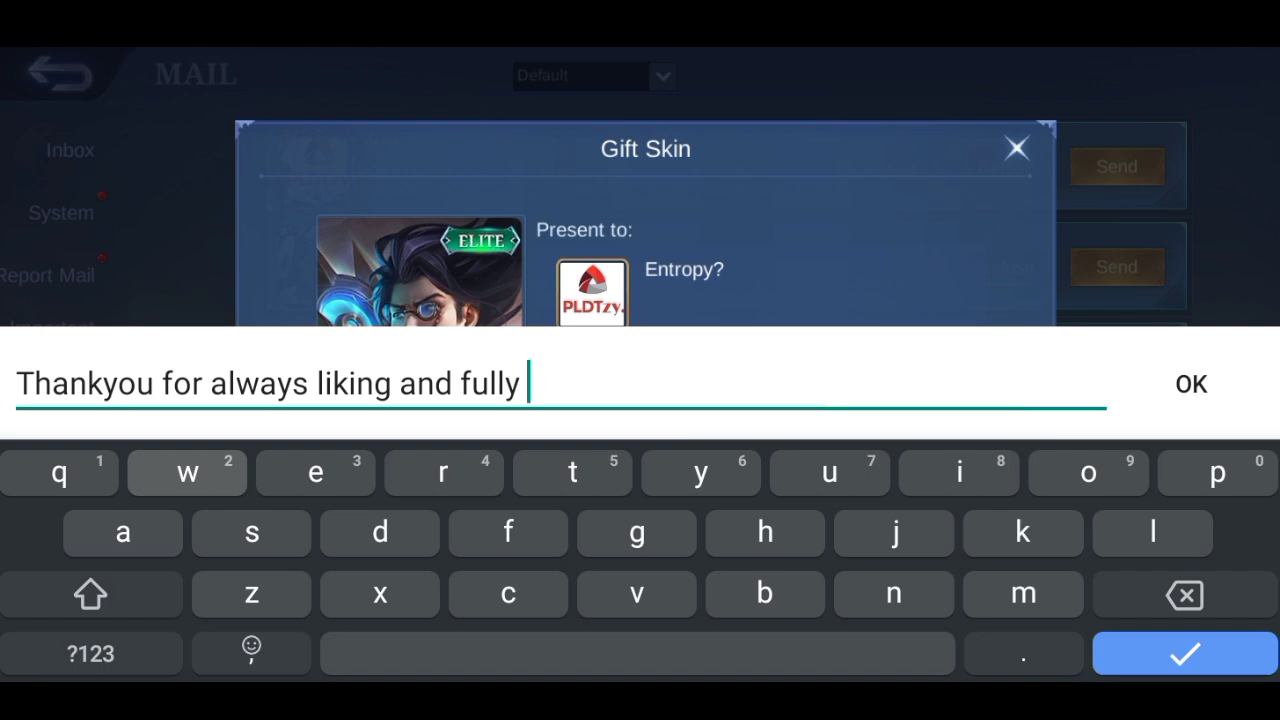 MAIL
Default
Inbox
Gift Skin
Send
System
ELITE
Present to:
Report Mail
PLDTzy.
Entropy?
Send
Thankyou for always liking and fully
OK
q 1 w 2 e 3 r 4 t 5 y 6 u 7 i 8 o 9 p 0
a s d f g h j k l
z x c v b n m
?123 , .